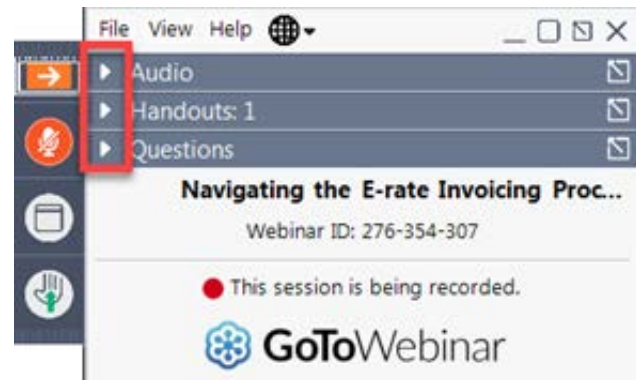 File View Help
Audio
Handouts: 1
Questions
Navigating the E-rate Invoicing Proc...
Webinar ID: 276-354-307
This session is being recorded.
GoToWebinar